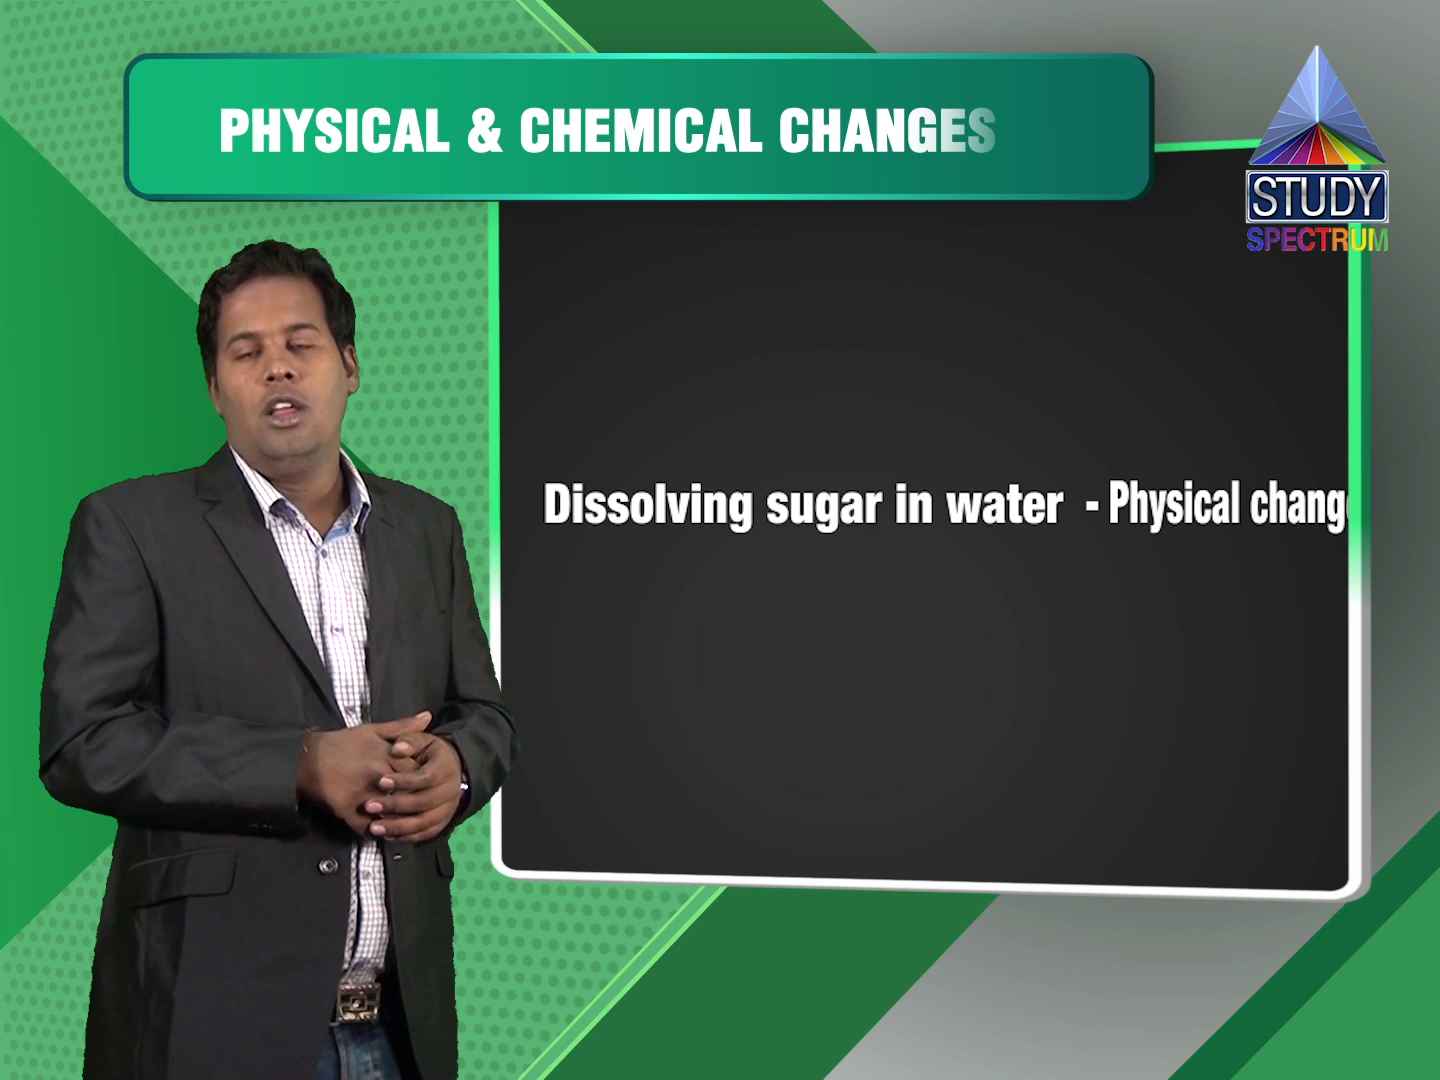 PHYSICAL & CHEMICAL CHANGES
STUDY
SPECTRUM
Dissolving sugar in water - Physical chang